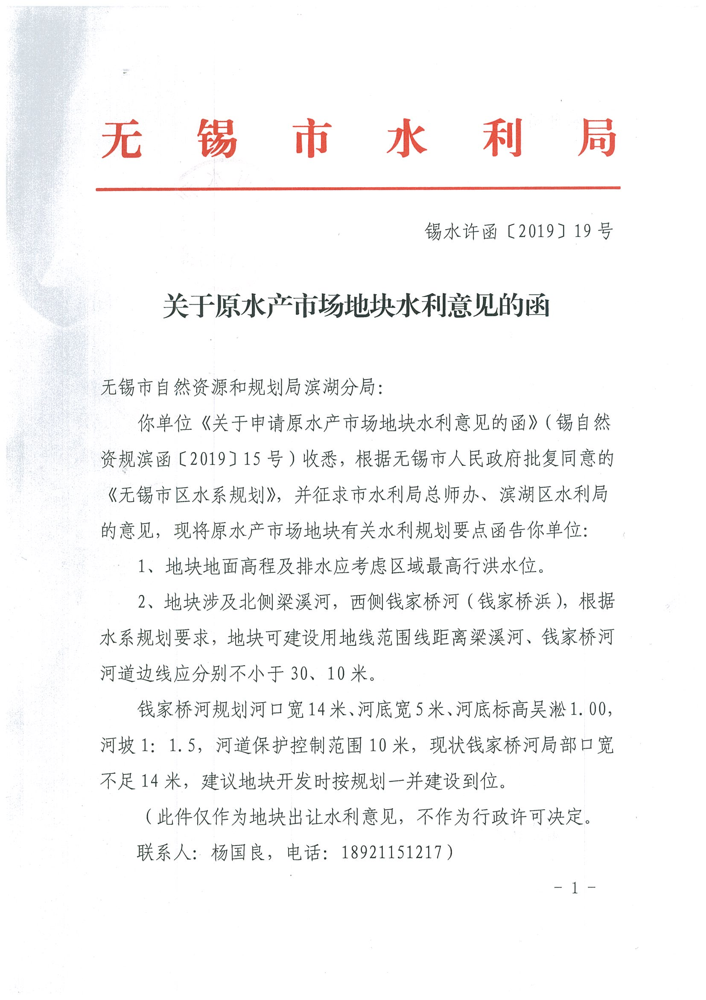 无锡市水利局
锡水许函〔2019〕19号
关于原水产市场地块水利意见的函
无锡市自然资源和规划局滨湖分局：
你单位《关于申请原水产市场地块水利意见的函》（锡自然
资规滨函〔2019〕15号）收悉，根据无锡市人民政府批复同意的
《无锡市区水系规划》，并征求市水利局总师办、滨湖区水利局
的意见，现将原水产市场地块有关水利规划要点函告你单位：
1、地块地面高程及排水应考虑区域最高行洪水位。
2、地块涉及北侧梁溪河，西侧钱家桥河（钱家桥浜），根据
水系规划要求，地块可建设用地线范围线距离梁溪河、钱家桥河
河道边线应分别不小于 30、10 米。
钱家桥河规划河口宽14米、河底宽5米、河底标高吴淞1.00，
河坡1：1.5，河道保护控制范围10米，现状钱家桥河局部口宽
不足14米，建议地块开发时按规划一并建设到位。
（此件仅作为地块出让水利意见，不作为行政许可决定。
联系人：杨国良，电话：18921151217）
- 1 -